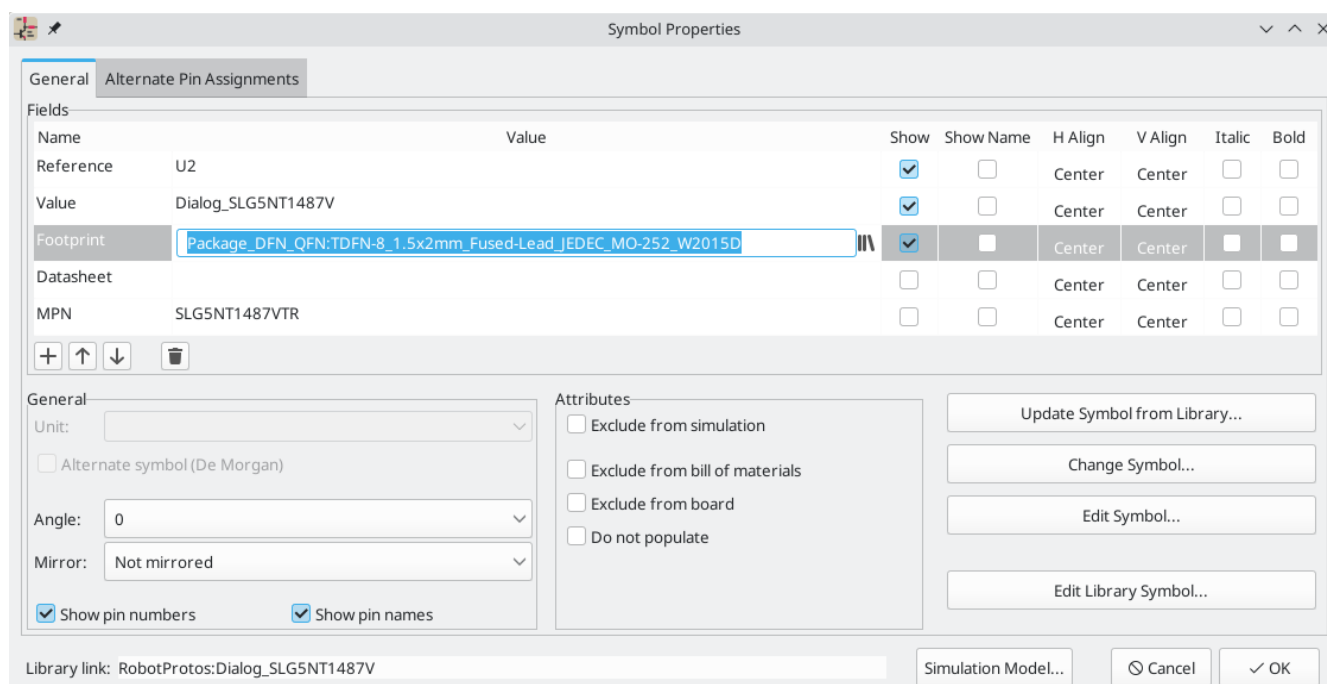 Symbol Properties
General Alternate Pin Assignments
Fields
Name Value Show Show Name H Align V Align Italic Bold
Reference U2 Center Center
Value Dialog_SLG5NT1487V Center Center
Footprint Package_DFN_QFN:TDFN-8_1.5x2mm_Fused-Lead_JEDEC_MO-252_W2015D Center Center
Datasheet Center Center
MPN SLG5NT1487VTR Center Center
General Attributes
Unit: Exclude from simulation Update Symbol from Library...
Alternate symbol (De Morgan) Exclude from bill of materials Change Symbol...
Angle: 0 Exclude from board Edit Symbol...
Mirror: Not mirrored Do not populate
Show pin numbers Show pin names Edit Library Symbol...
Library link: RobotProtos:Dialog_SLG5NT1487V Simulation Model... Cancel OK